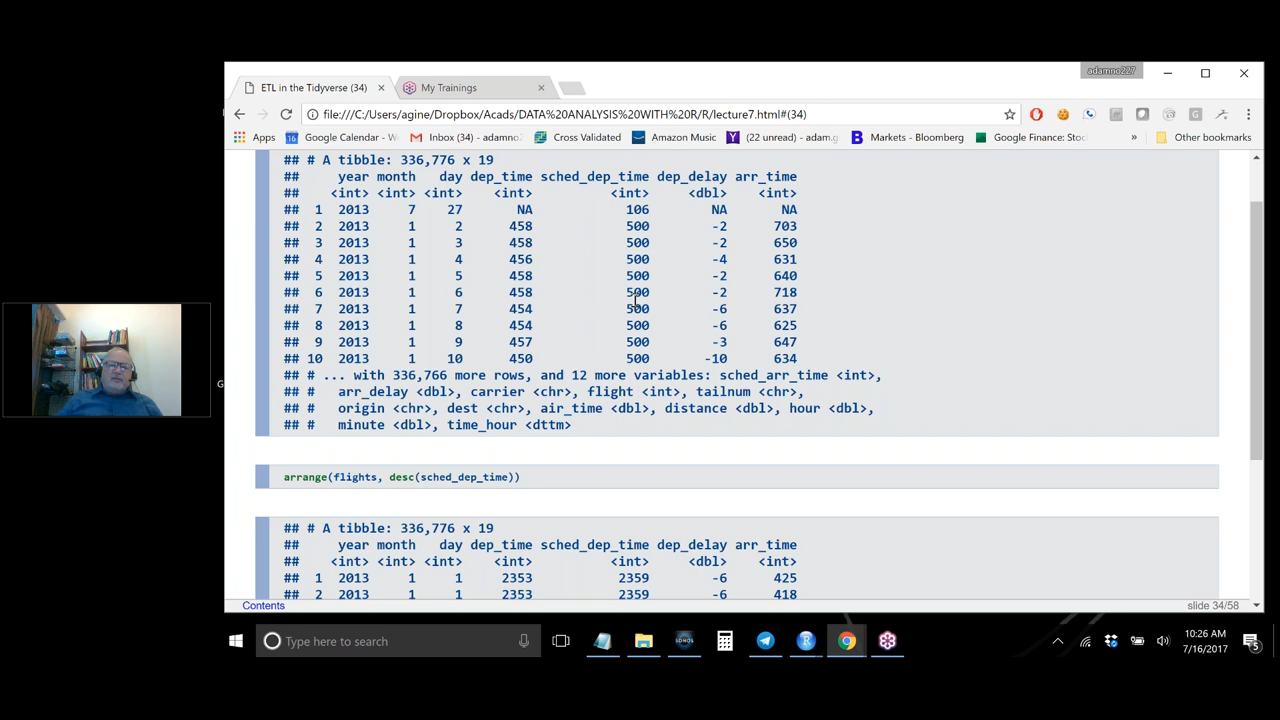 adamno227
ETL in the Tidyverse (34)
My Trainings
file:///C:/Users/agine/Dropbox/Acads/DATA%20ANALYSIS%20WITH%20R/R/lecture7.html#(34)
Apps
Google Calendar - W
Inbox (34) - adamno
Cross Validated
Amazon Music
(22 unread) - adam.g
Markets - Bloomberg
Google Finance: Stoc
»
Other bookmarks
## # A tibble: 336,776 x 19
## year month day dep_time sched_dep_time dep_delay arr_time
## <int> <int> <int> <int> <int> <dbl> <int>
## 1 2013 7 27 NA 106 NA NA
## 2 2013 1 2 458 500 -2 703
## 3 2013 1 3 458 500 -2 650
## 4 2013 1 4 456 500 -4 631
## 5 2013 1 5 458 500 -2 640
## 6 2013 1 6 458 500 -2 718
## 7 2013 1 7 454 500 -6 637
## 8 2013 1 8 454 500 -6 625
## 9 2013 1 9 457 500 -3 647
## 10 2013 1 10 450 500 -10 634
## # ... with 336,766 more rows, and 12 more variables: sched_arr_time <int>,
## # arr_delay <dbl>, carrier <chr>, flight <int>, tailnum <chr>,
## # origin <chr>, dest <chr>, air_time <dbl>, distance <dbl>, hour <dbl>,
## # minute <dbl>, time_hour <dttm>
arrange(flights, desc(sched_dep_time))
## # A tibble: 336,776 x 19
## year month day dep_time sched_dep_time dep_delay arr_time
## <int> <int> <int> <int> <int> <dbl> <int>
## 1 2013 1 1 2353 2359 -6 425
## 2 2013 1 1 2353 2359 -6 418
Contents
slide 34/58
G
Type here to search
10:26 AM
7/16/2017
5